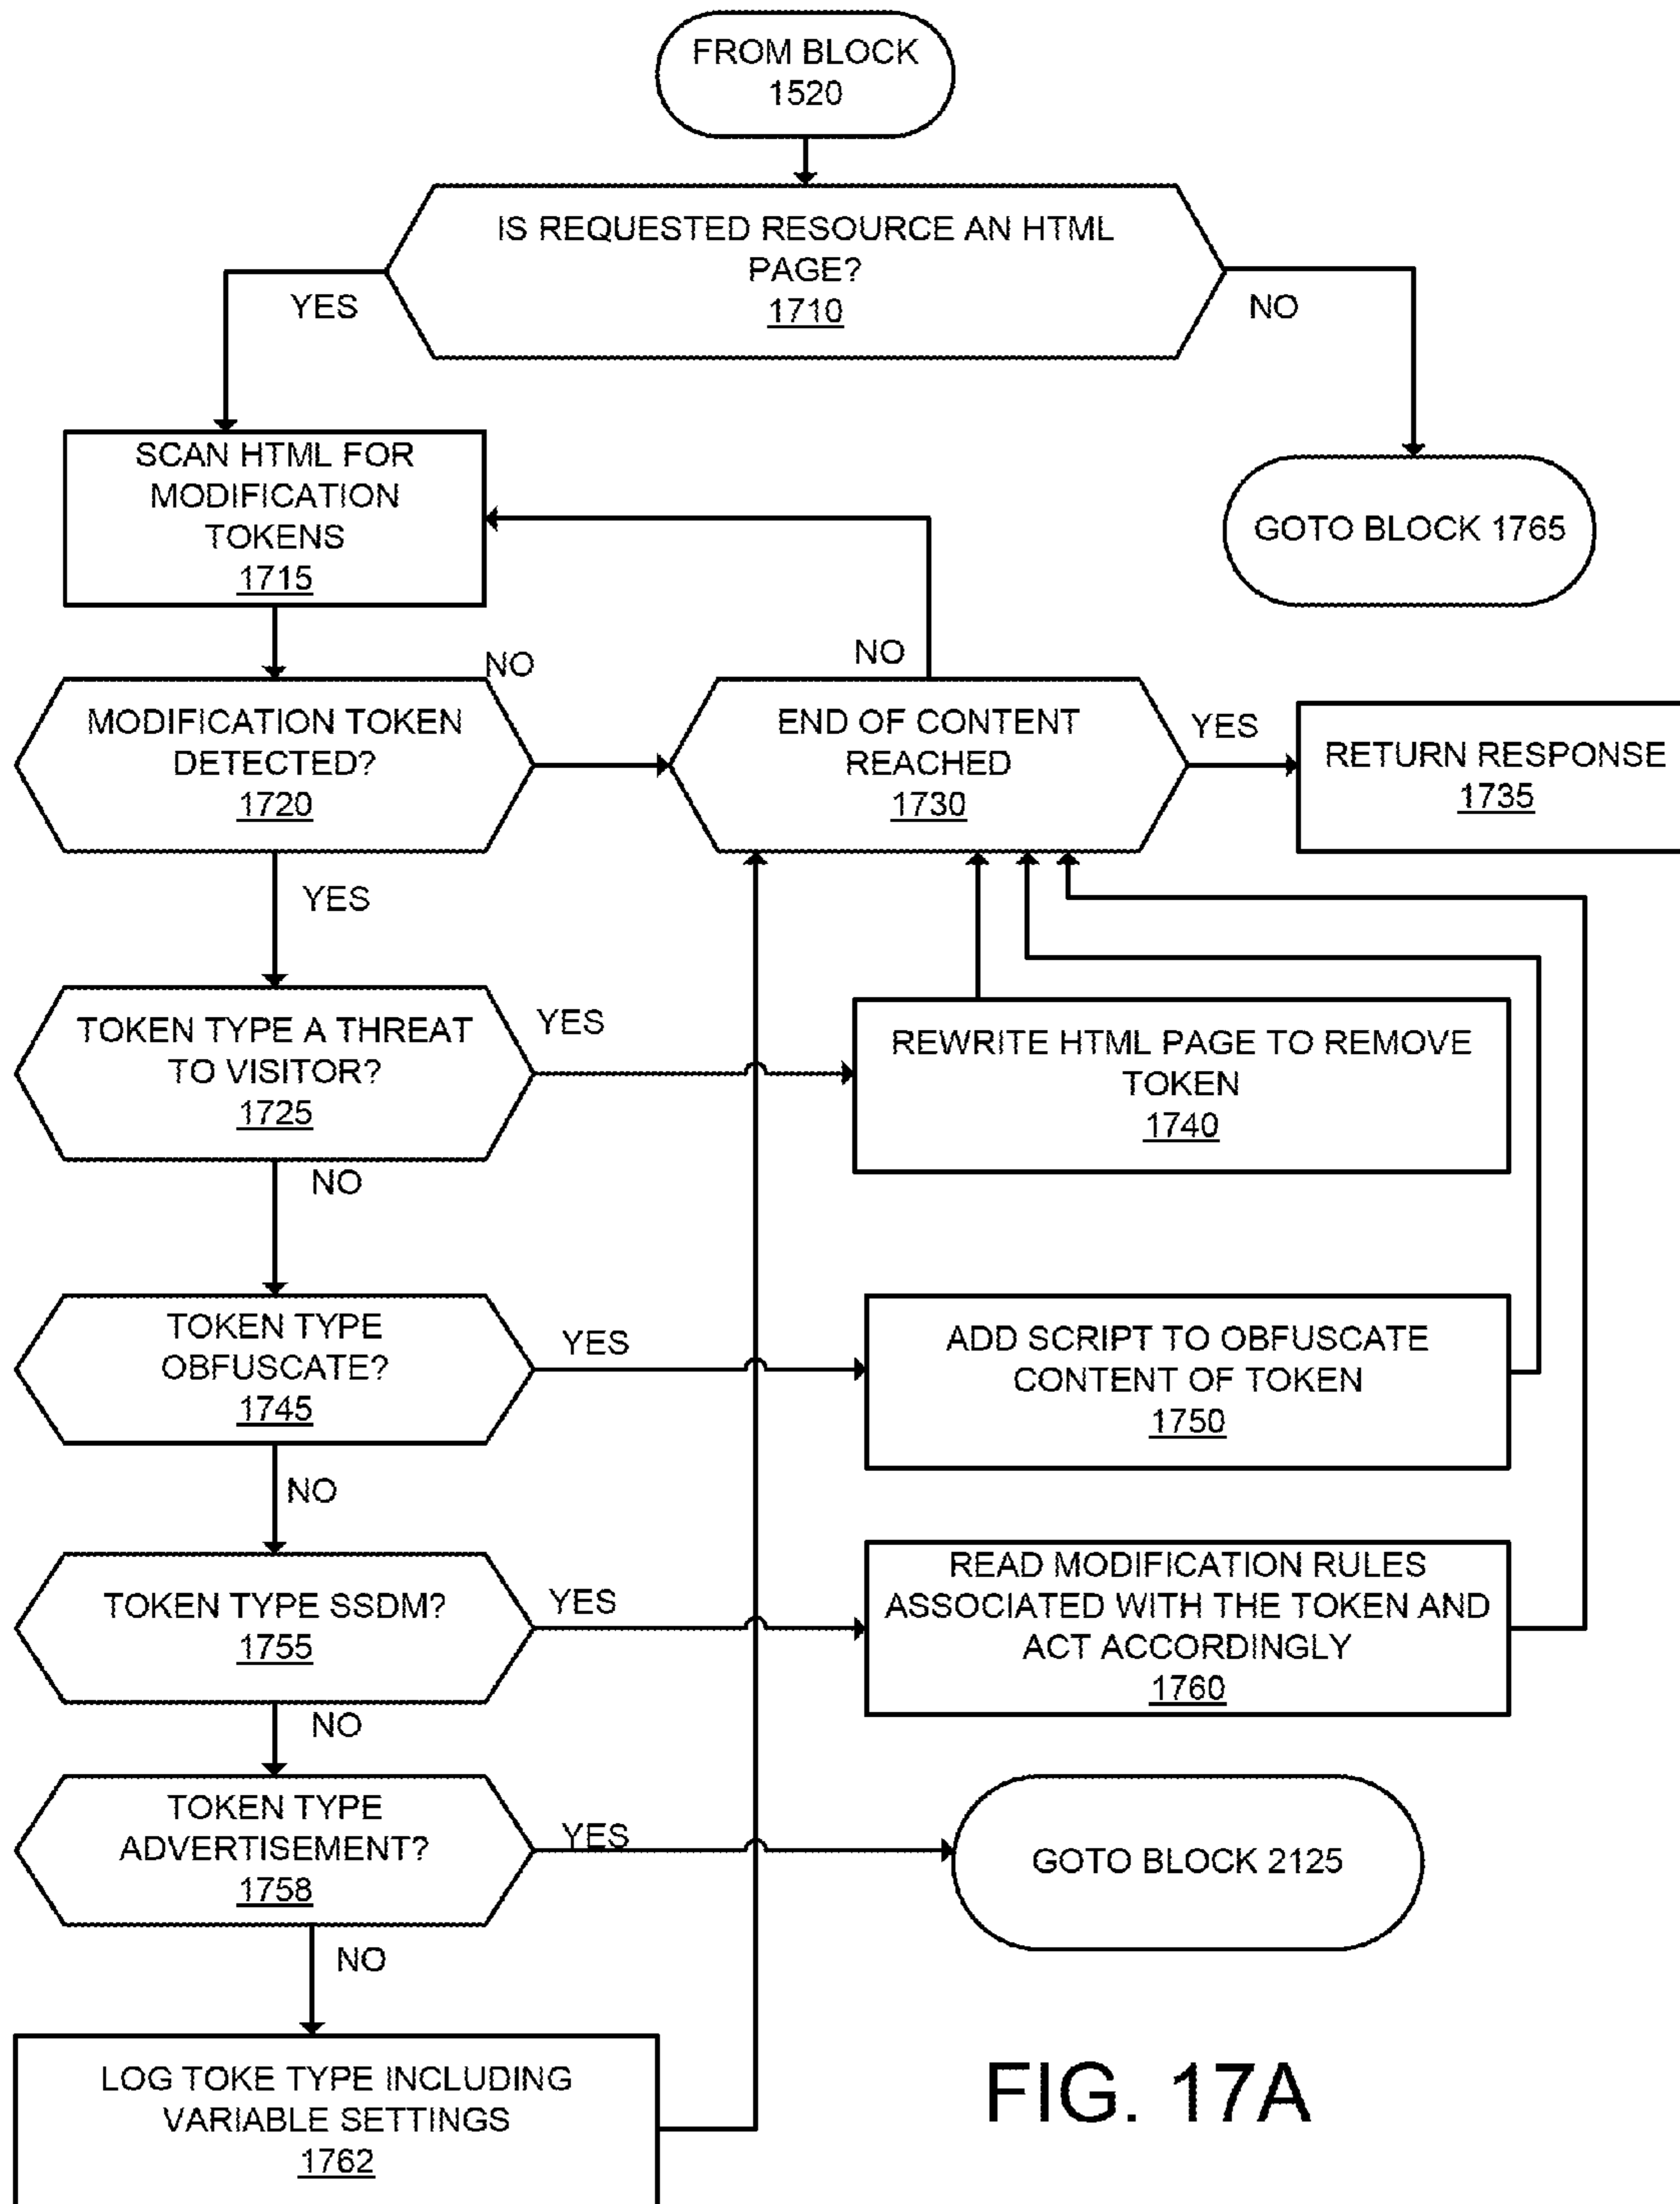 FROM BLOCK
1520
IS REQUESTED RESOURCE AN HTML
PAGE?
1710
YES
NO
SCAN HTML FOR
MODIFICATION
TOKENS
1715
GOTO BLOCK 1765
NO
NO
MODIFICATION TOKEN
DETECTED?
1720
END OF CONTENT
REACHED
1730
YES
RETURN RESPONSE
1735
YES
TOKEN TYPE A THREAT
TO VISITOR?
1725
YES
REWRITE HTML PAGE TO REMOVE
TOKEN
1740
NO
TOKEN TYPE
OBFUSCATE?
1745
YES
ADD SCRIPT TO OBFUSCATE
CONTENT OF TOKEN
1750
NO
TOKEN TYPE SSDM?
1755
YES
READ MODIFICATION RULES
ASSOCIATED WITH THE TOKEN AND
ACT ACCORDINGLY
1760
NO
TOKEN TYPE
ADVERTISEMENT?
1758
YES
GOTO BLOCK 2125
NO
LOG TOKE TYPE INCLUDING
VARIABLE SETTINGS
1762
FIG. 17A